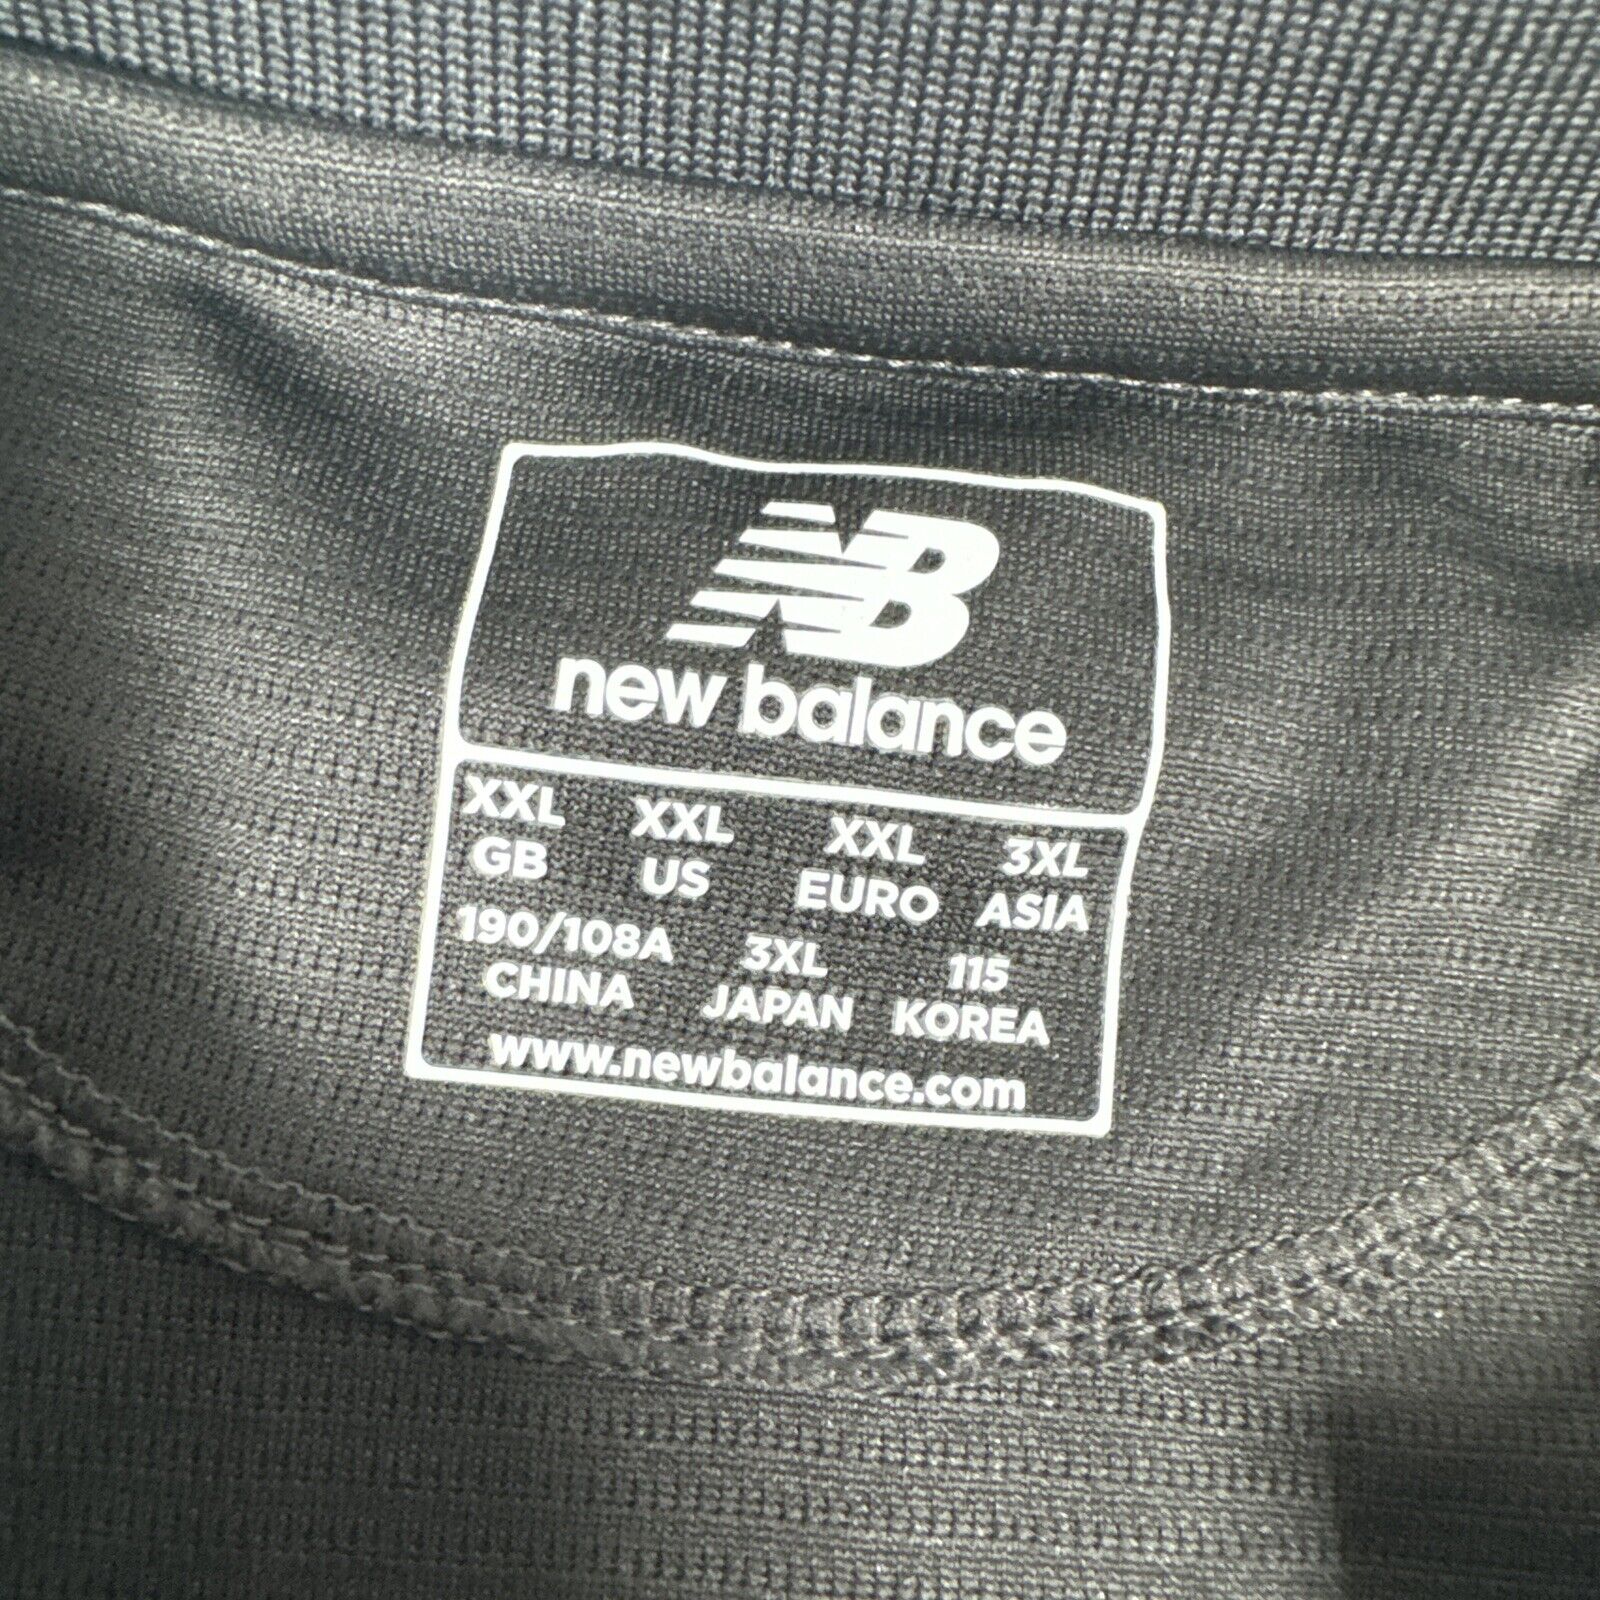 NB
new balance
XXL XXL XXL 3XL
GB US EURO ASIA
190/108A 3XL 115
CHINA JAPAN KOREA
www.newbalance.com